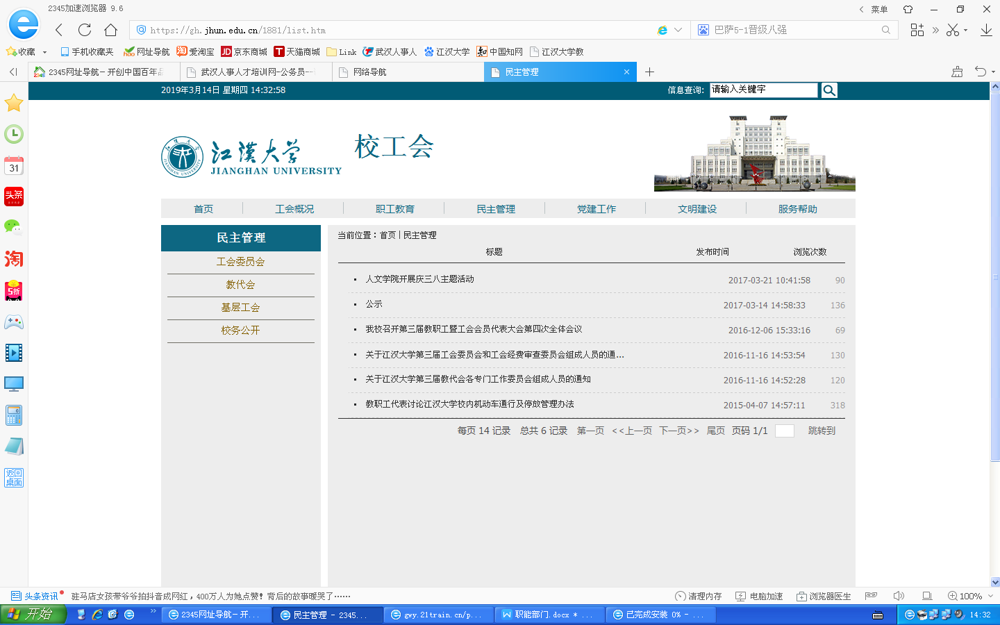 2345加速浏览器 9.6
菜单
https://gh.jhun.edu.cn/1881/list.htm
巴萨5-1晋级八强
收藏 手机收藏夹 网址导航 爱淘宝 京东商城 天猫商城 Link 武汉人事人 江汉大学 中国知网 江汉大学教
2345网址导航－开创中国百年品 武汉人事人才培训网-公务员-- 网络导航 民主管理
2019年3月14日 星期四 14:32:58
信息查询: 请输入关键字
江漢大学
JIANGHAN UNIVERSITY
校工会
首页 工会概况 职工教育 民主管理 党建工作 文明建设 服务帮助
民主管理
工会委员会
教代会
基层工会
校务公开
当前位置：首页 | 民主管理
标题 发布时间 浏览次数
人文学院开展庆三八主题活动 2017-03-21 10:41:58 90
公示 2017-03-14 14:58:33 136
我校召开第三届教职工暨工会会员代表大会第四次全体会议 2016-12-06 15:33:16 69
关于江汉大学第三届工会委员会和工会经费审查委员会组成人员的通... 2016-11-16 14:53:54 130
关于江汉大学第三届教代会各专门工作委员会组成人员的通知 2016-11-16 14:52:28 120
教职工代表讨论江汉大学校内机动车通行及停放管理办法 2015-04-07 14:57:11 318
每页 14 记录 总共 6 记录 第一页 <<上一页 下一页>> 尾页 页码 1/1 跳转到
31
头条
淘
5折
返回
桌面
头条资讯 驻马店女孩带爷爷拍抖音成网红，400万人为她点赞！背后的故事暖哭了……
清理内存 电脑加速 浏览器医生 100%
开始 2345网址导航－开... 民主管理 - 2345... gwy.21train.cn/p... 职能部门.docx * ... 已完成安装 0% - ... 14:32